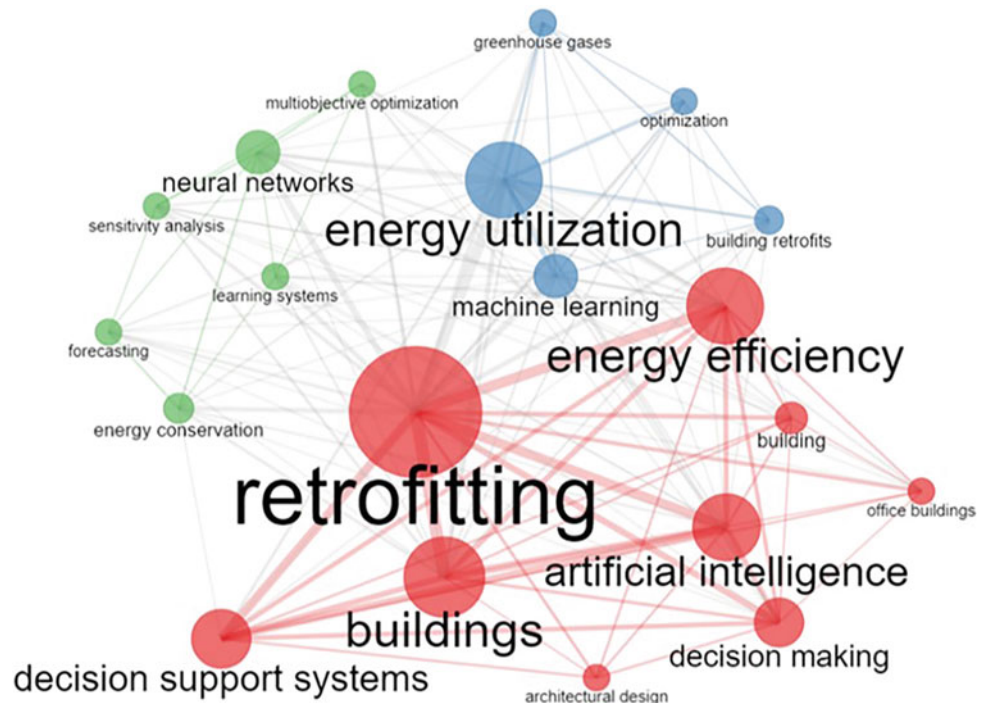 greenhouse gases
multiobjective optimization
optimization
neural networks
sensitivity analysis
energy utilization
building retrofits
learning systems
machine learning
forecasting
energy efficiency
energy conservation
building
retrofitting
office buildings
artificial intelligence
buildings
decision making
decision support systems
architectural design